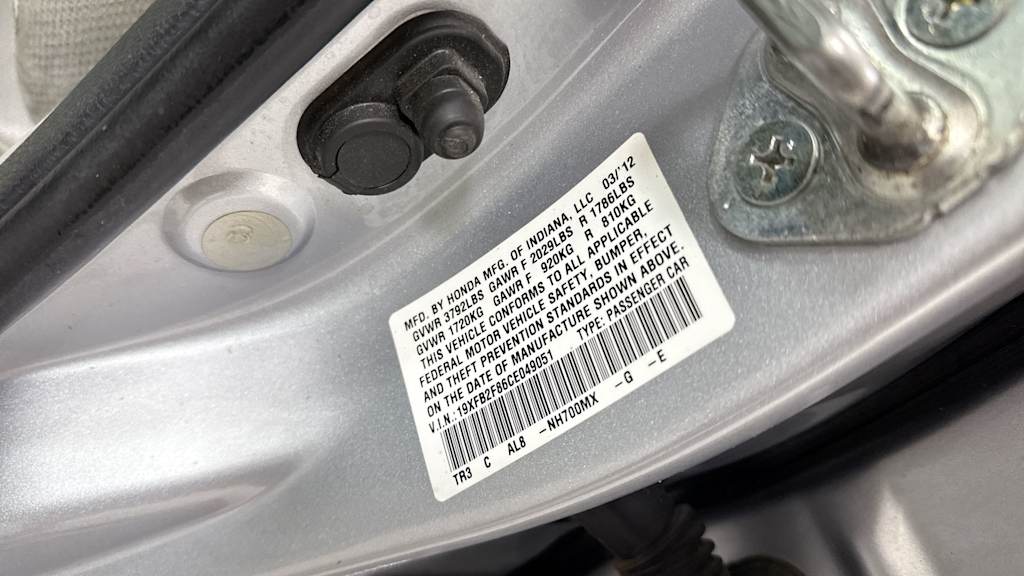 MFD. BY HONDA MFG. OF INDIANA, LLC 03/12
GVWR 3792LBS GAWR F 2029LBS R 1786LBS
GVWR 1720KG GAWR F 920KG R 810KG
THIS VEHICLE CONFORMS TO ALL APPLICABLE
FEDERAL MOTOR VEHICLE SAFETY, BUMPER,
AND THEFT PREVENTION STANDARDS IN EFFECT
ON THE DATE OF MANUFACTURE SHOWN ABOVE.
V.I.N.:19XFB2F86CE049051 TYPE: PASSENGER CAR
TR3 C AL8 -NH700MX -G -E